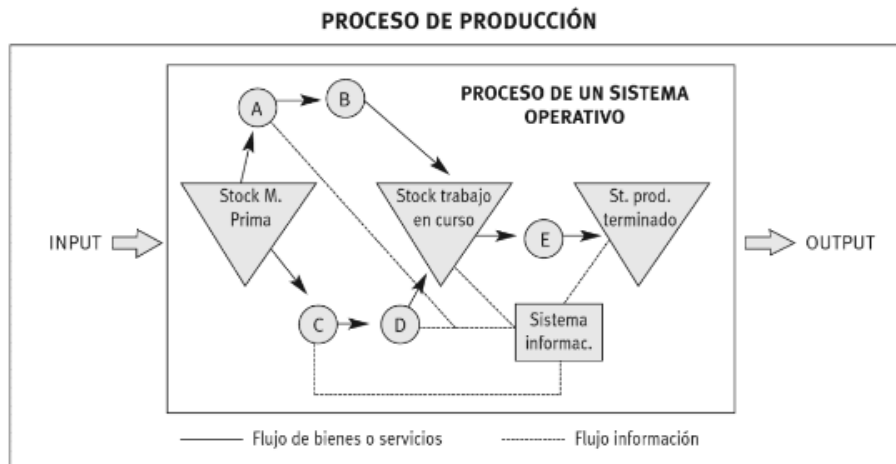 PROCESO DE PRODUCCIÓN
PROCESO DE UN SISTEMA
OPERATIVO
A
B
Stock M.
Prima
Stock trabajo
en curso
St. prod.
terminado
INPUT
E
OUTPUT
C
D
Sistema
informac.
Flujo de bienes o servicios
Flujo información